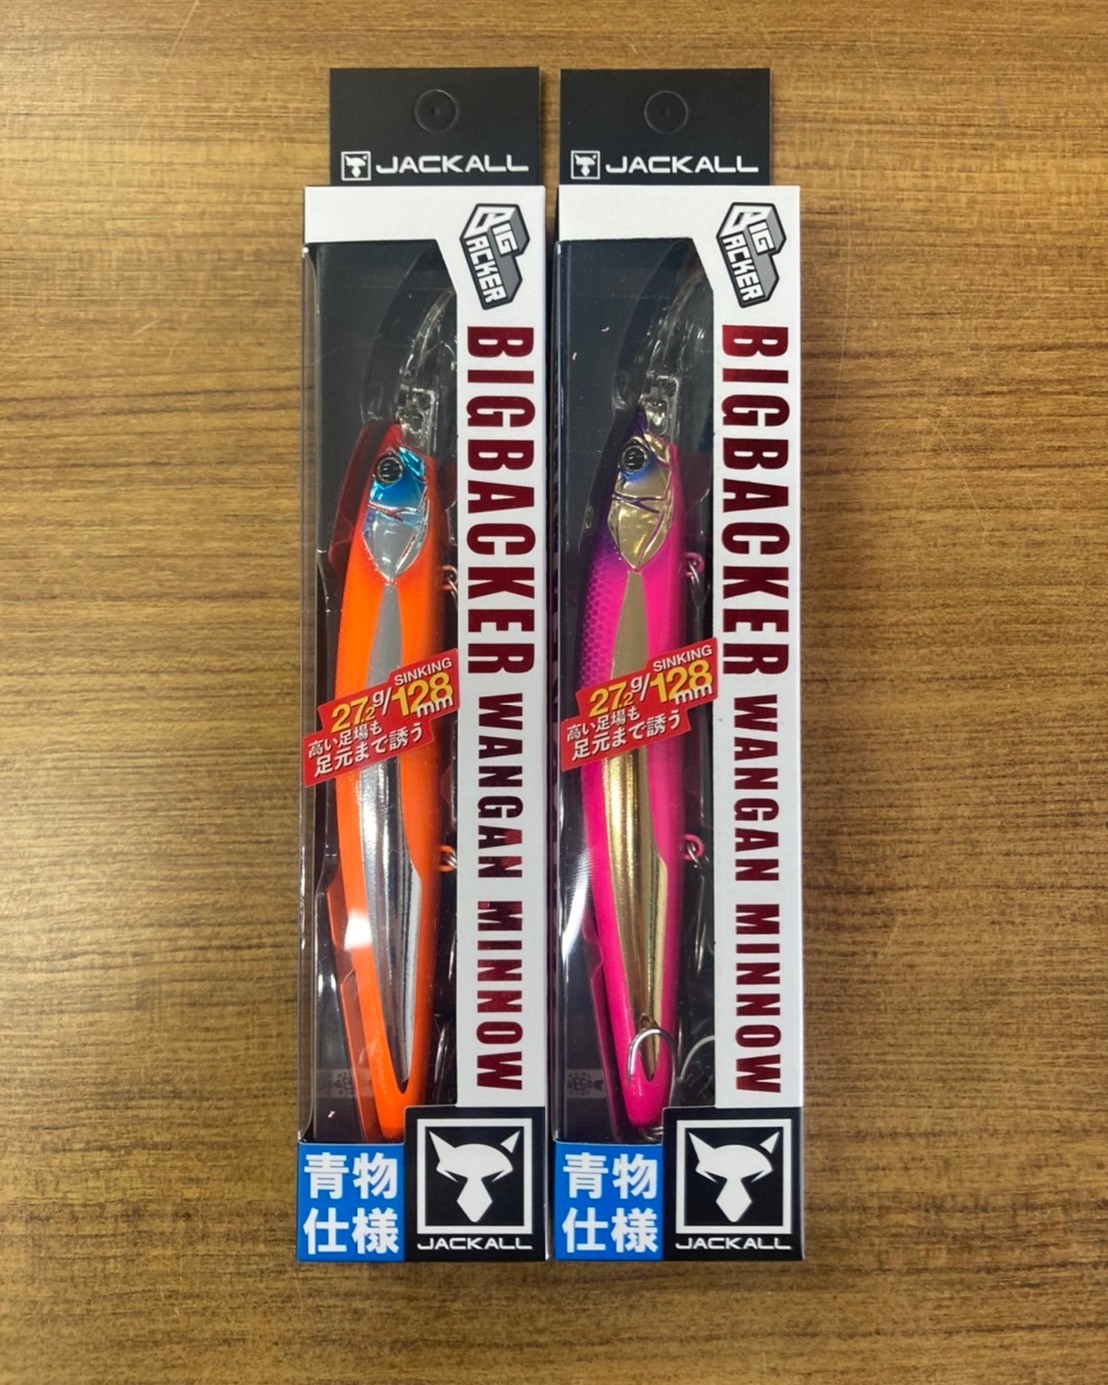 JACKALL
BIG
BACKER
BIGBACKER WANGAN MINNOW
SINKING
27.2g/128mm
高い足場も
足元まで誘う
青物
仕様
JACKALL
JACKALL
BIG
BACKER
BIGBACKER WANGAN MINNOW
SINKING
27.2g/128mm
高い足場も
足元まで誘う
青物
仕様
JACKALL